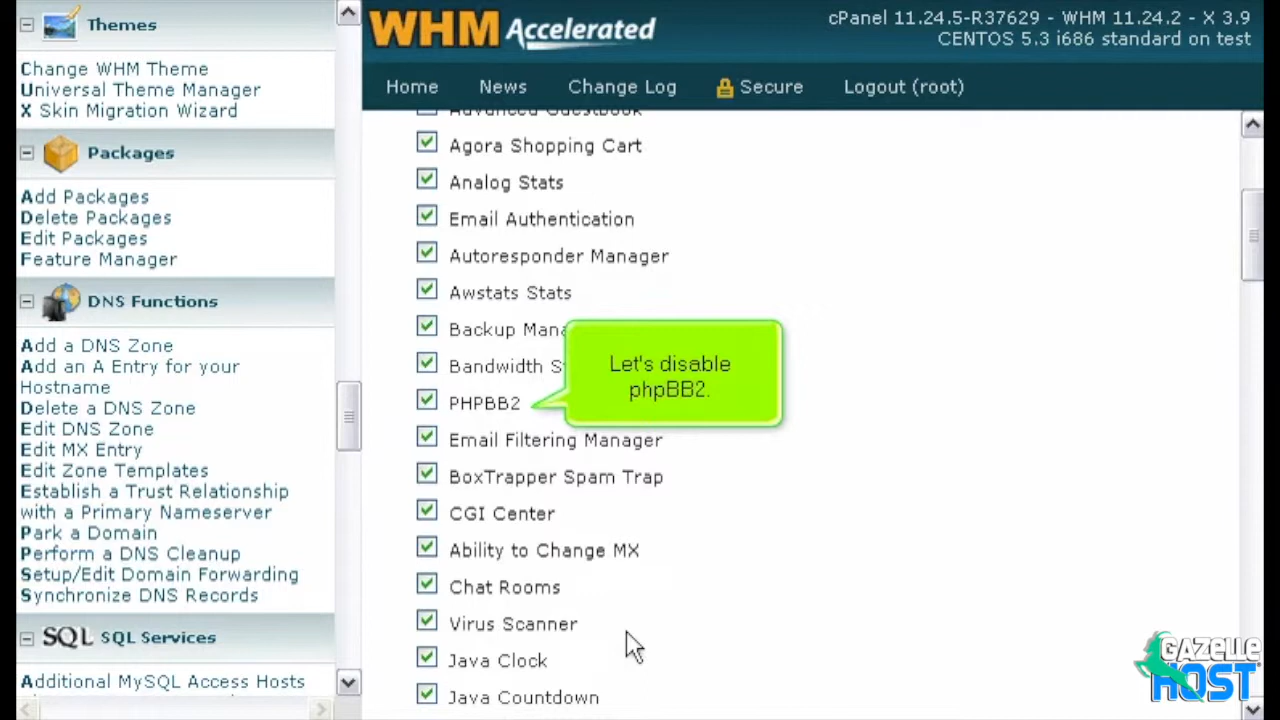 Themes
Change WHM Theme
Universal Theme Manager
X Skin Migration Wizard
Packages
Add Packages
Delete Packages
Edit Packages
Feature Manager
DNS Functions
Add a DNS Zone
Add an A Entry for your
Hostname
Delete a DNS Zone
Edit DNS Zone
Edit MX Entry
Edit Zone Templates
Establish a Trust Relationship
with a Primary Nameserver
Park a Domain
Perform a DNS Cleanup
Setup/Edit Domain Forwarding
Synchronize DNS Records
SQL SQL Services
Additional MySQL Access Hosts
WHM Accelerated
cPanel 11.24.5-R37629 - WHM 11.24.2 - X 3.9
CENTOS 5.3 i686 standard on test
Home News Change Log Secure Logout (root)
Advanced Guestbook
Agora Shopping Cart
Analog Stats
Email Authentication
Autoresponder Manager
Awstats Stats
Backup Mana
Bandwidth S
PHPBB2
Let's disable
phpBB2.
Email Filtering Manager
BoxTrapper Spam Trap
CGI Center
Ability to Change MX
Chat Rooms
Virus Scanner
Java Clock
Java Countdown
GAZELLE
HOST